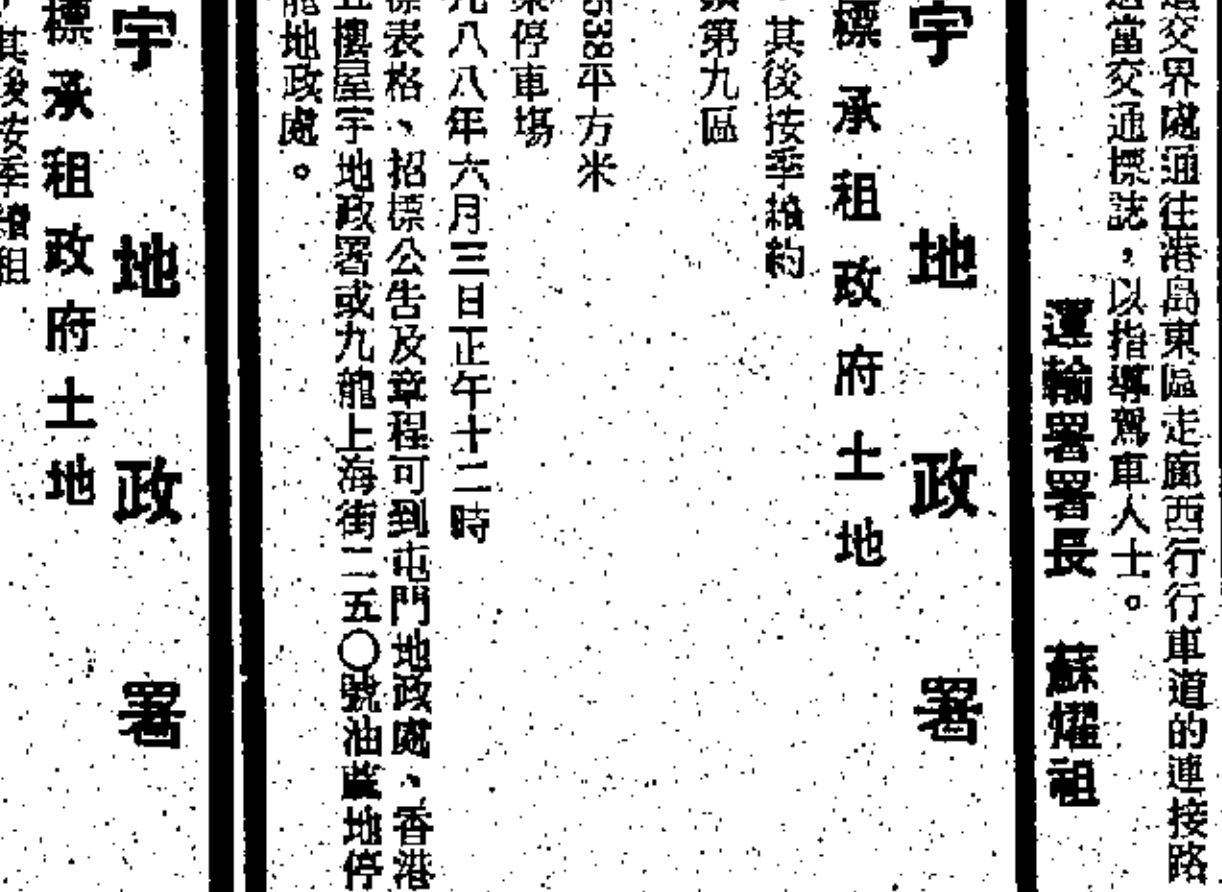 交界處通往港島東區走廊西行行車道的連接路
當交通標誌，以指導駕車人士。
運輸署署長 蘇耀祖
宇地政署
標承租政府土地
其後按季續約
鎮第九區
538平方米
停車場
九八八年六月三日正午十二時
標表格、招標公告及章程可到屯門地政處、香港
五樓屋宇地政署或九龍上海街二五〇號油蔴地停
龍地政處。
宇地政署
標承租政府土地
其後按季續租